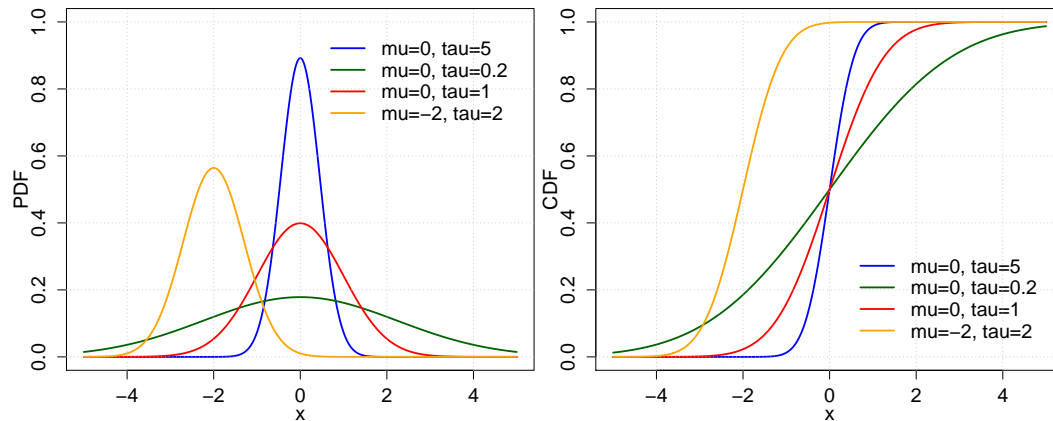 1.0
0.8
0.6
0.4
0.2
0.0
PDF
mu=0, tau=5
mu=0, tau=0.2
mu=0, tau=1
mu=−2, tau=2
−4 −2 0 2 4
x
1.0
0.8
0.6
0.4
0.2
0.0
CDF
mu=0, tau=5
mu=0, tau=0.2
mu=0, tau=1
mu=−2, tau=2
−4 −2 0 2 4
x